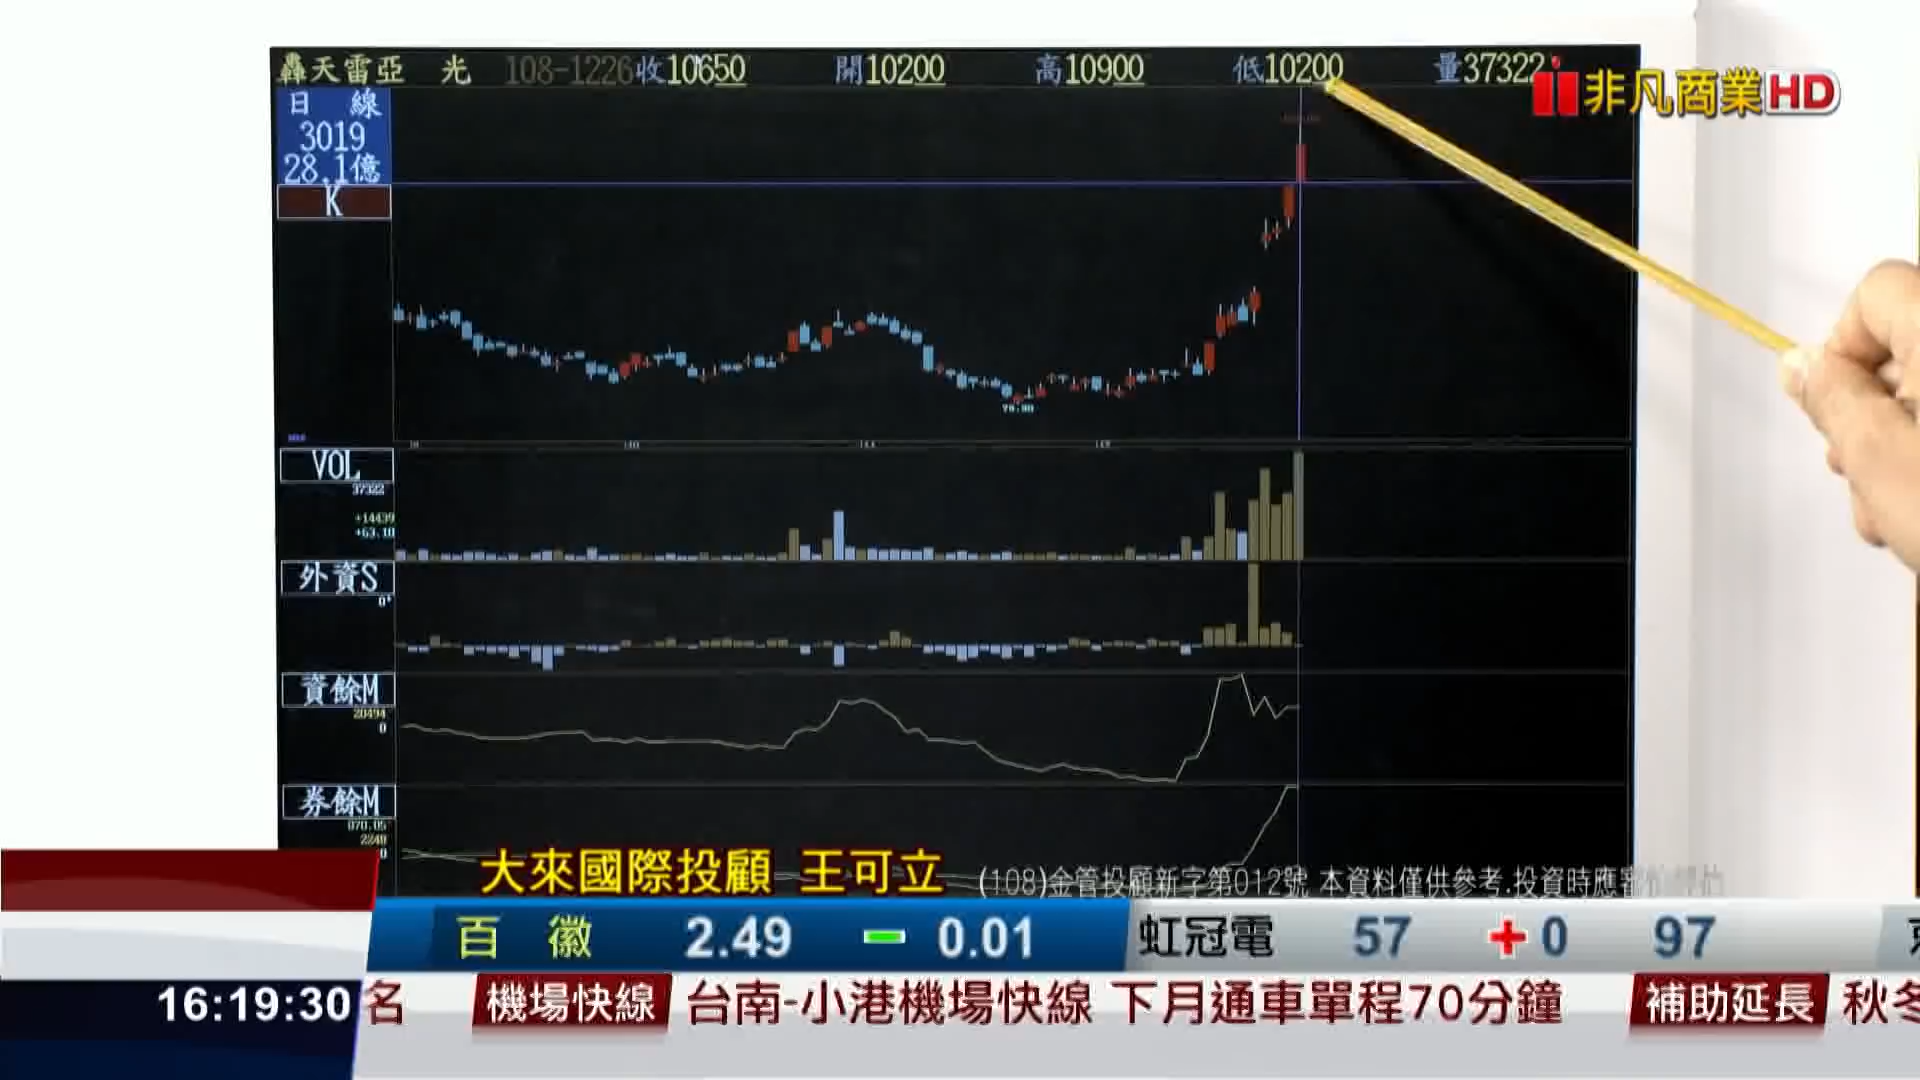 轟天雷亞 光 108-1226收10650 開10200 高10900 低10200 量37322
非凡商業HD
日 線
3019
28.1億
K
79.90
VOL
37322
+14439
+63.10
外資S
0
資餘M
20494
0
券餘M
2240
0
大來國際投顧 王可立
(108)金管投顧新字第012號 本資料僅供參考.投資時應審慎評估
百 徽 2.49 0.01 虹冠電 57 +0 97
16:19:30 名 機場快線 台南-小港機場快線 下月通車單程70分鐘 補助延長 秋冬